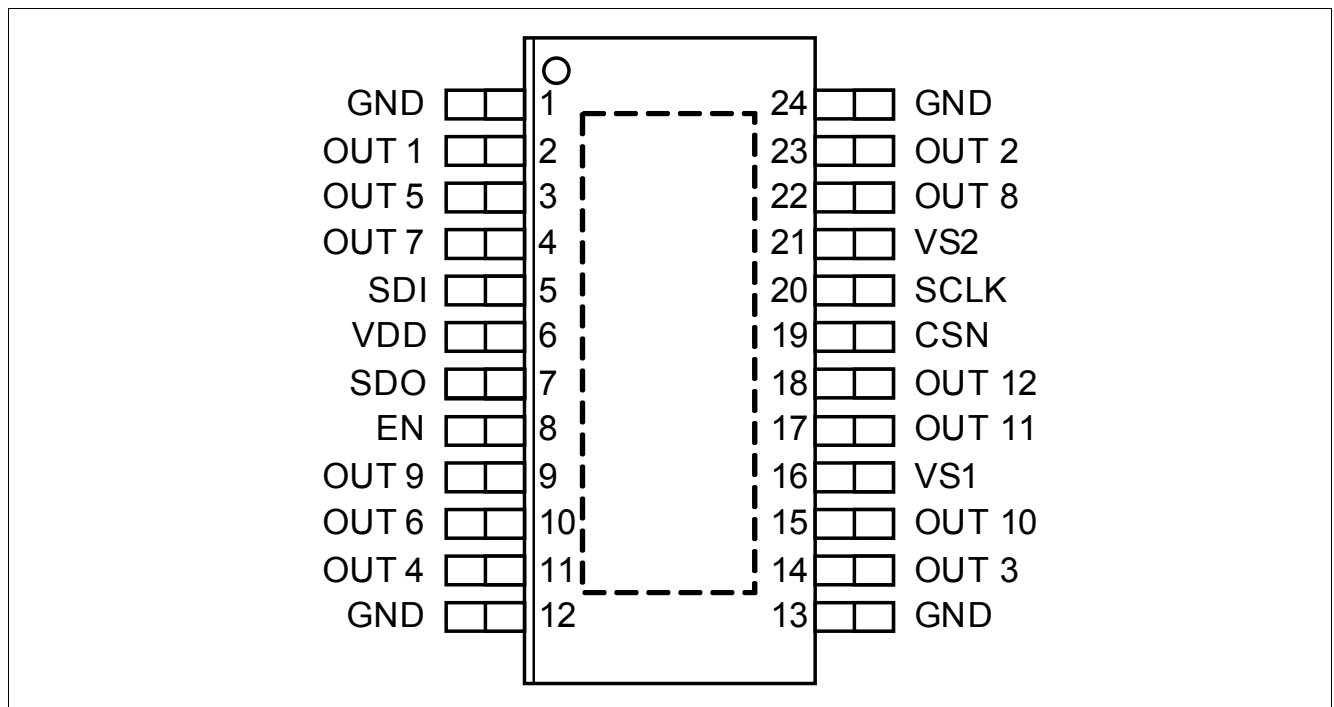 GND 1 24 GND
OUT 1 2 23 OUT 2
OUT 5 3 22 OUT 8
OUT 7 4 21 VS2
SDI 5 20 SCLK
VDD 6 19 CSN
SDO 7 18 OUT 12
EN 8 17 OUT 11
OUT 9 9 16 VS1
OUT 6 10 15 OUT 10
OUT 4 11 14 OUT 3
GND 12 13 GND